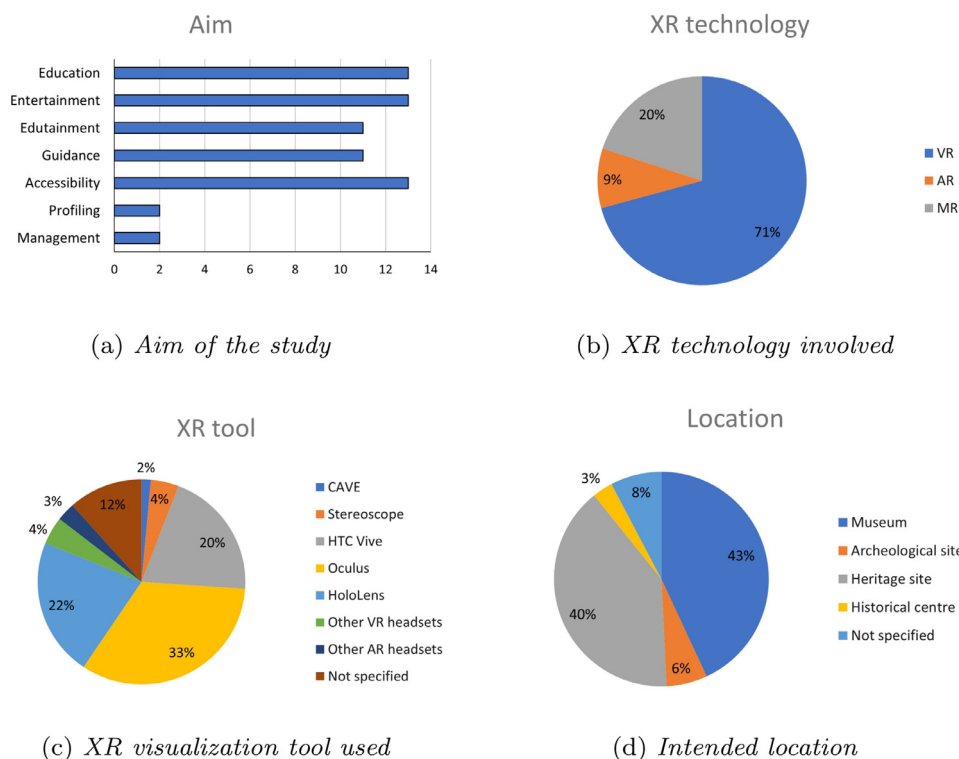 Aim
Education
Entertainment
Edutainment
Guidance
Accessibility
Profiling
Management
0 2 4 6 8 10 12 14
(a) Aim of the study
XR technology
20%
9%
71%
VR
AR
MR
(b) XR technology involved
XR tool
2%
4%
20%
33%
22%
4%
3%
12%
CAVE
Stereoscope
HTC Vive
Oculus
HoloLens
Other VR headsets
Other AR headsets
Not specified
(c) XR visualization tool used
Location
3%
8%
43%
40%
6%
Museum
Archeological site
Heritage site
Historical centre
Not specified
(d) Intended location